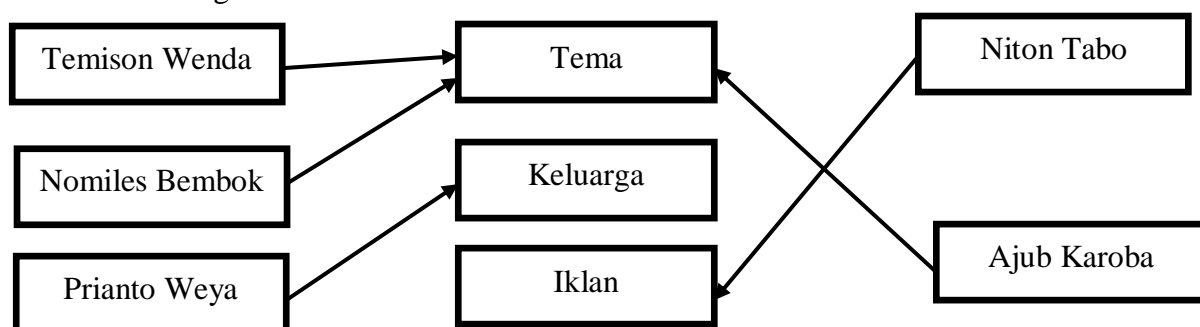 Temison Wenda
Tema
Niton Tabo
Nomiles Bembok
Keluarga
Prianto Weya
Iklan
Ajub Karoba